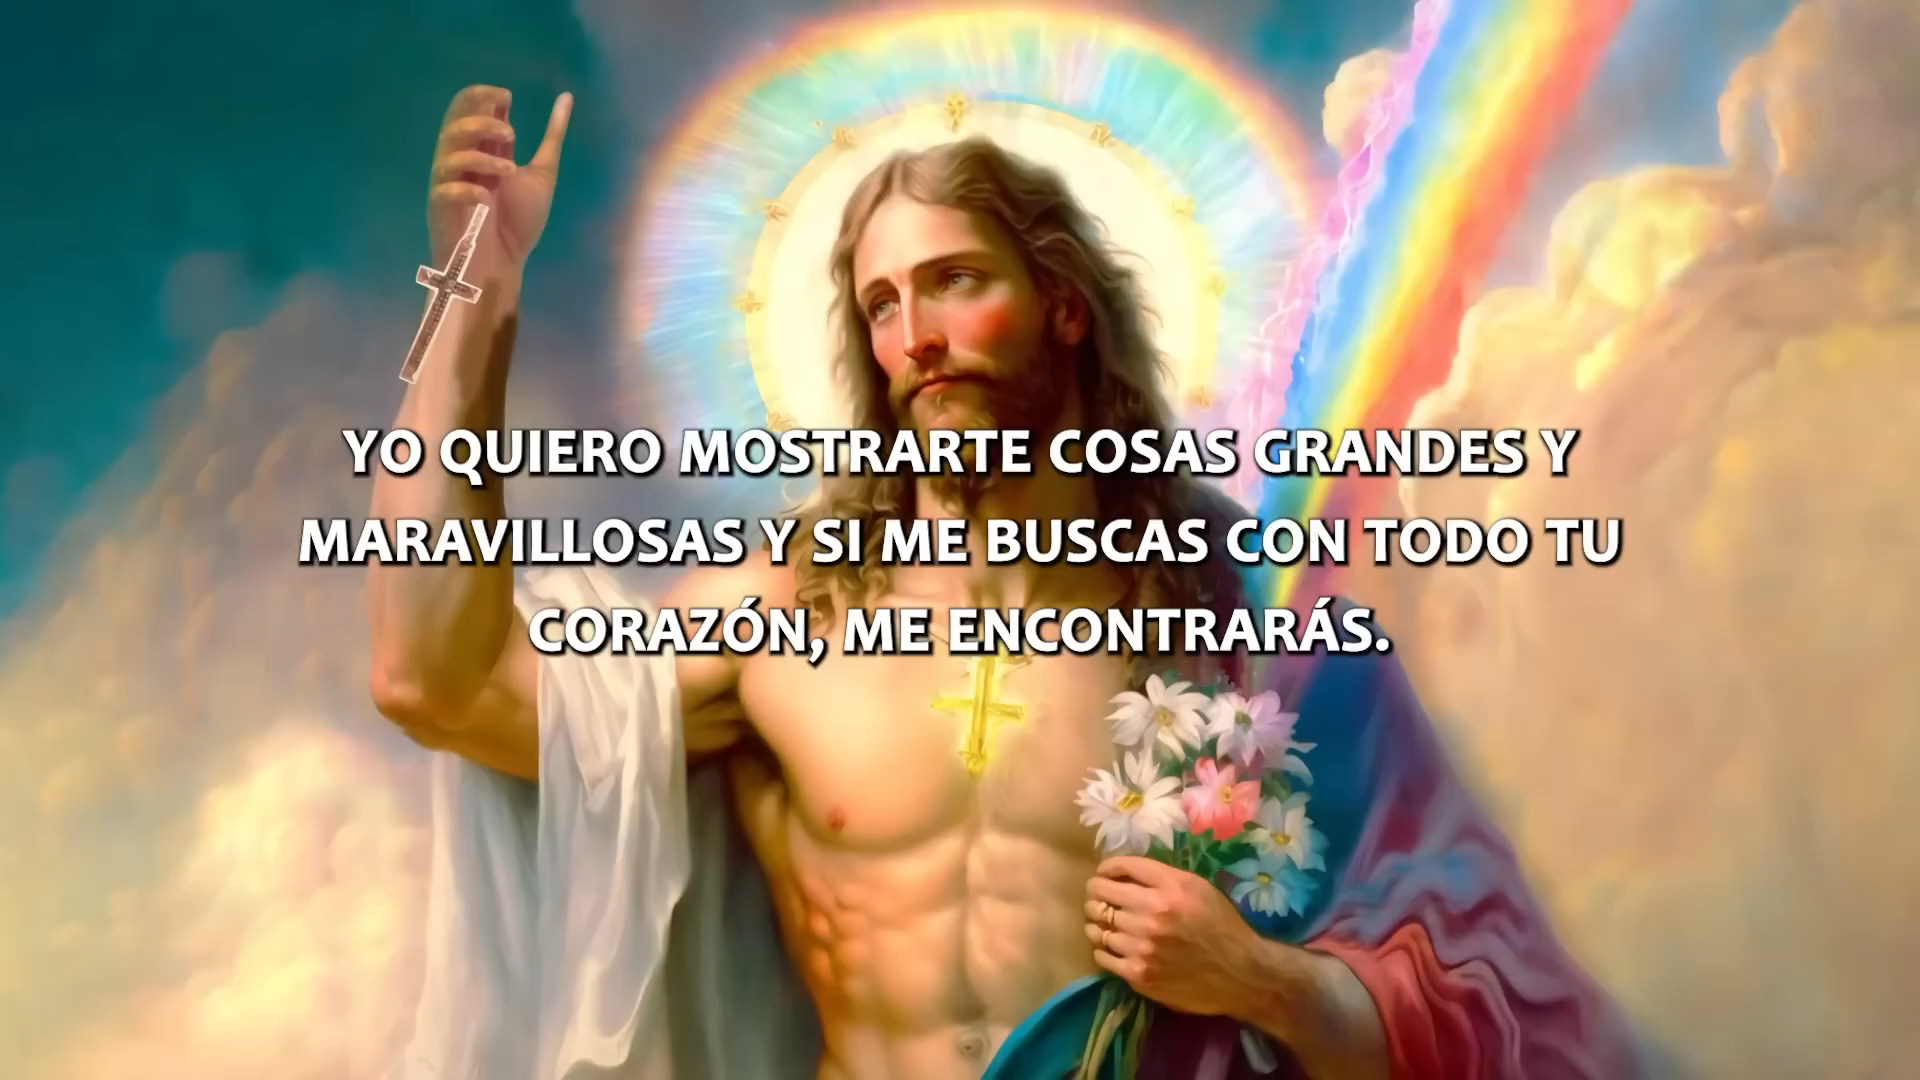 YO QUIERO MOSTRARTE COSAS GRANDES Y
MARAVILLOSAS Y SI ME BUSCAS CON TODO TU
CORAZÓN, ME ENCONTRARÁS.